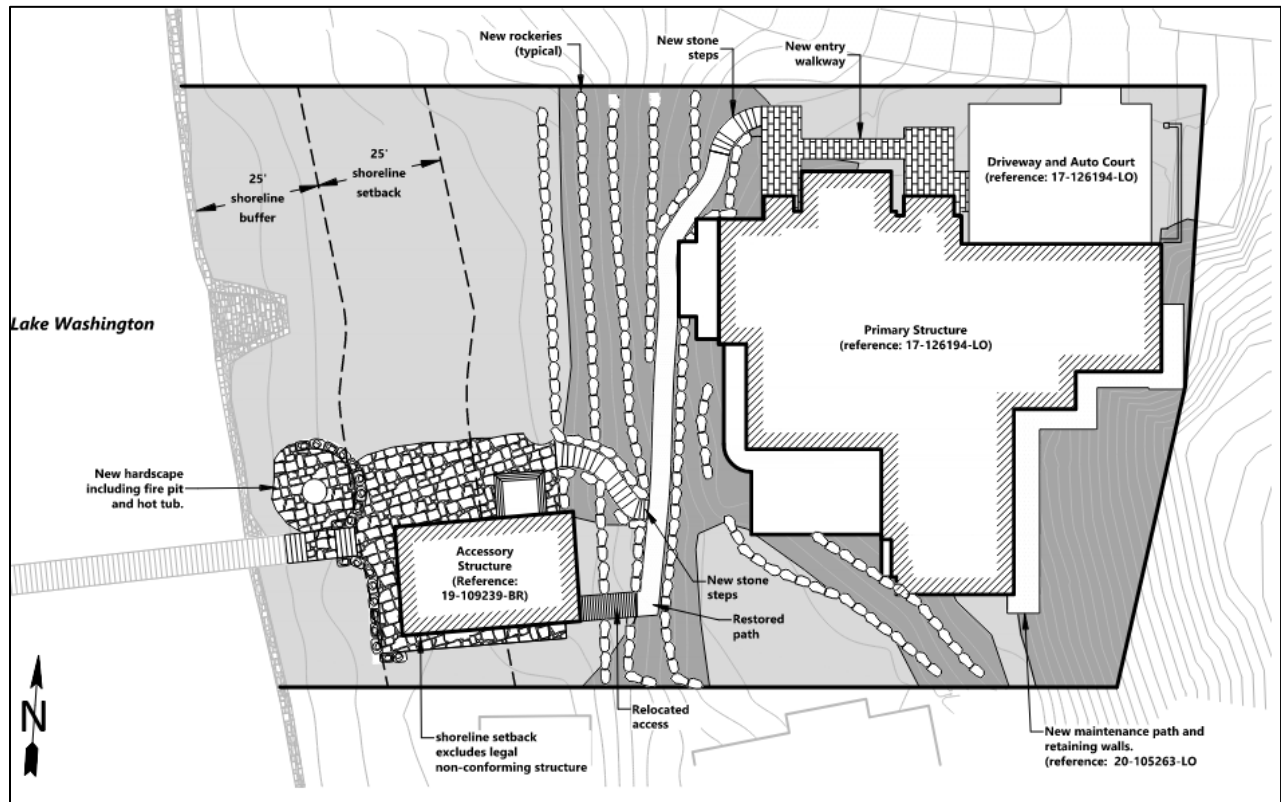 New rockeries
(typical)
New stone
steps
New entry
walkway
25'
shoreline
buffer
25'
shoreline
setback
Driveway and Auto Court
(reference: 17-126194-LO)
Lake Washington
Primary Structure
(reference: 17-126194-LO)
New hardscape
including fire pit
and hot tub.
Accessory
Structure
(Reference:
19-109239-BR)
New stone
steps
Restored
path
Relocated
access
shoreline setback
excludes legal
non-conforming structure
New maintenance path and
retaining walls.
(reference:  20-105263-LO
N